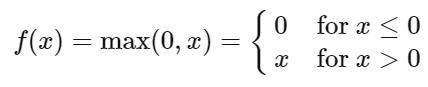 f(x) = max(0, x) = { 0 for x ≤ 0
x for x > 0